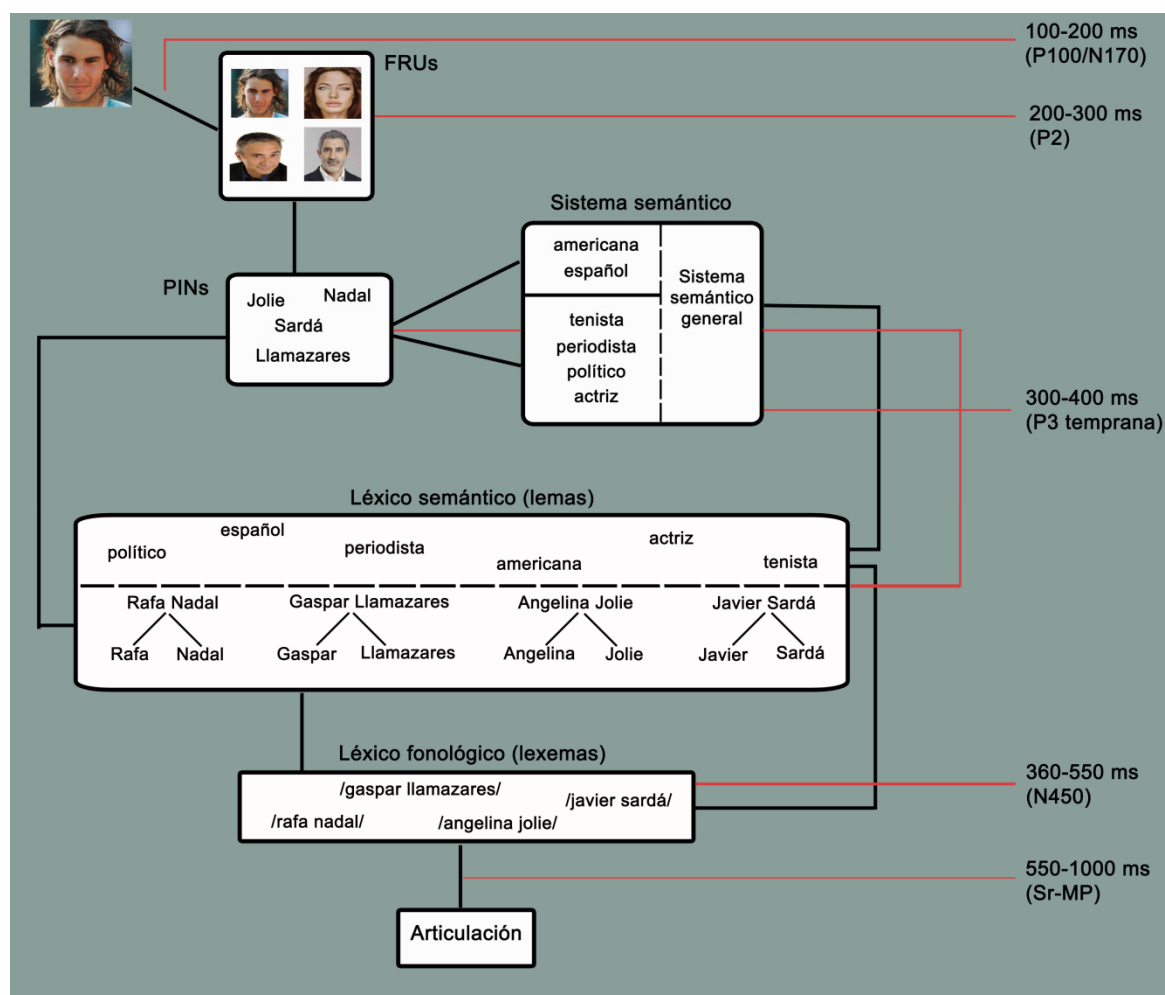 100-200 ms
(P100/N170)
FRUs
200-300 ms
(P2)
Sistema semántico
americana
español
Sistema
semántico
general
PINs
Jolie
Nadal
Sardá
Llamazares
tenista
periodista
político
actriz
300-400 ms
(P3 temprana)
Léxico semántico (lemas)
político
español
periodista
americana
actriz
tenista
Rafa Nadal
Gaspar Llamazares
Angelina Jolie
Javier Sardá
Rafa
Nadal
Gaspar
Llamazares
Angelina
Jolie
Javier
Sardá
Léxico fonológico (lexemas)
/gaspar llamazares/
/javier sardá/
/rafa nadal/
/angelina jolie/
360-550 ms
(N450)
550-1000 ms
(Sr-MP)
Articulación